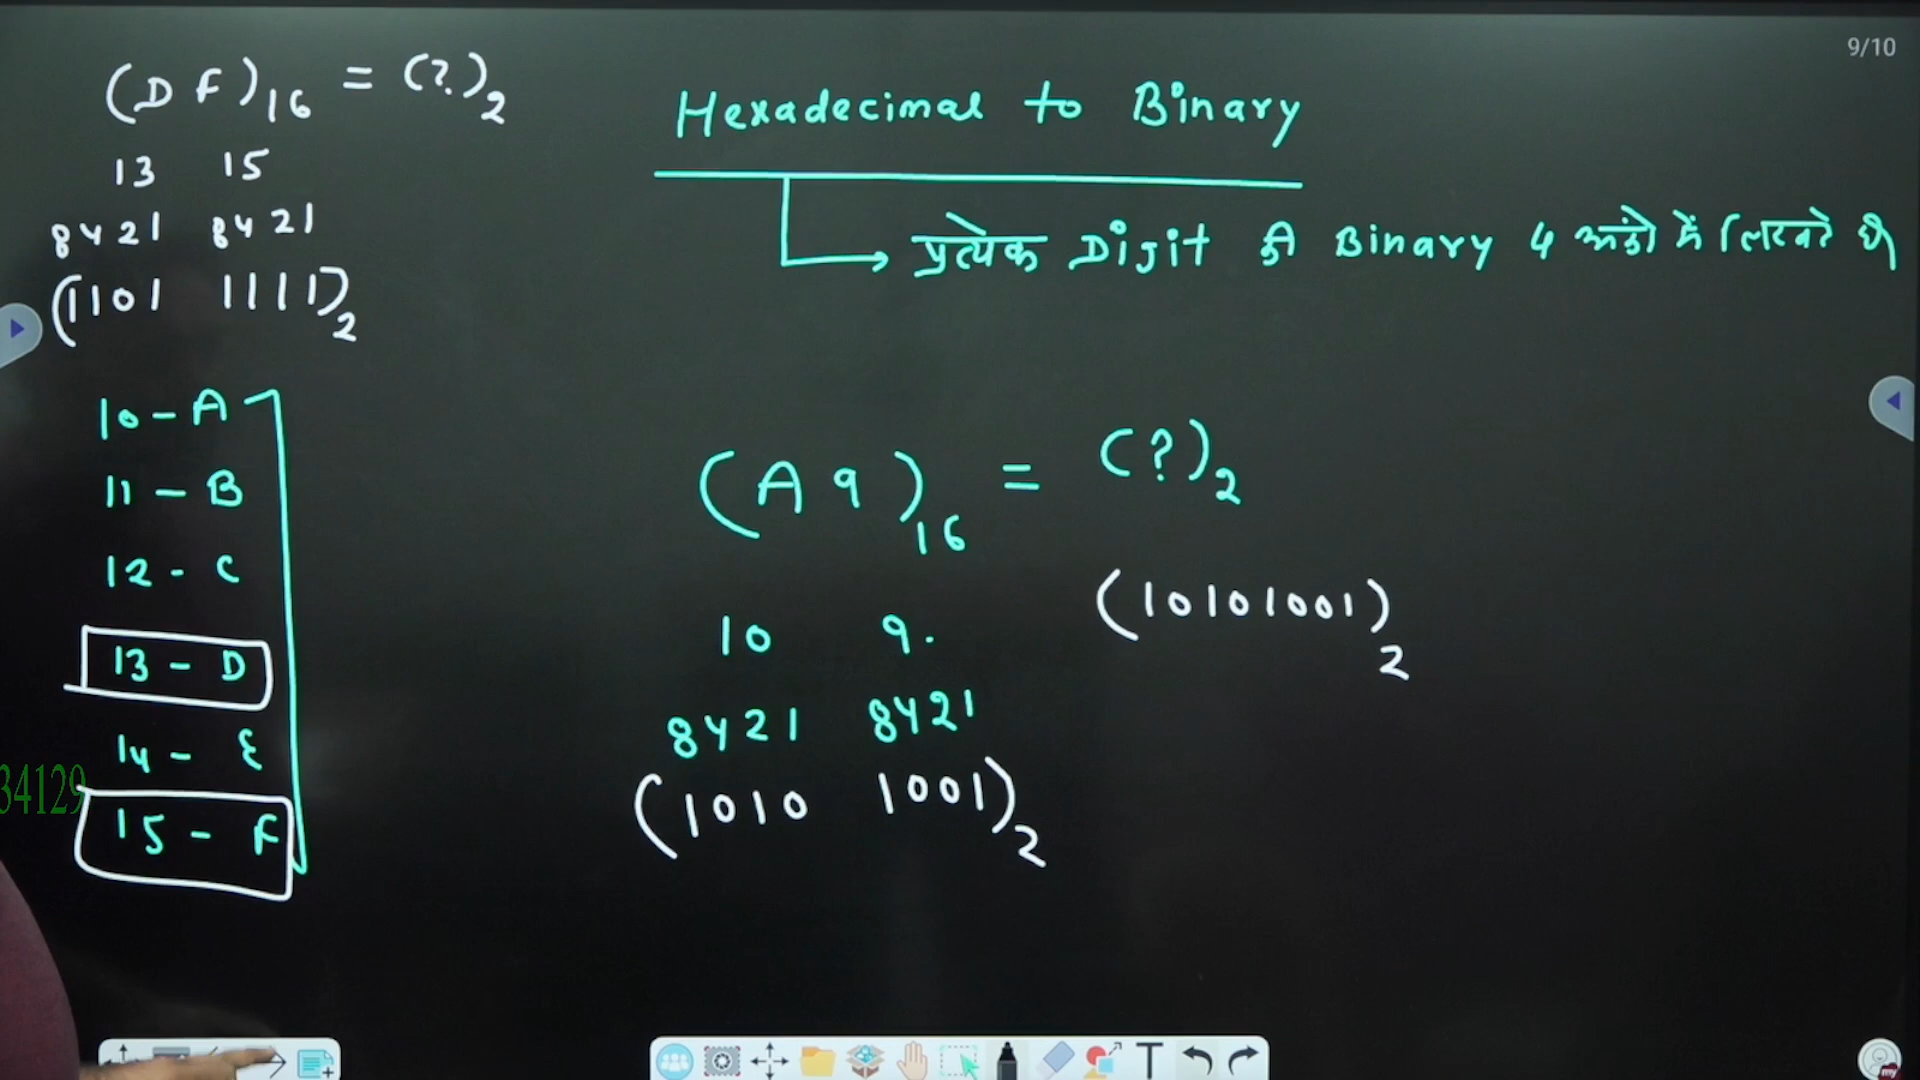 9/10
(D F)16 = (?)2
13 15
8421 8421
(1101 1111)2
Hexadecimal to Binary
प्रत्येक Digit की Binary 4 अंको में लिखते है
10 - A
11 - B
12 - C
13 - D
14 - E
15 - F
34129
(A 9)16 = (?)2
10 9.
(10101001)2
8421 8421
(1010 1001)2
T
my